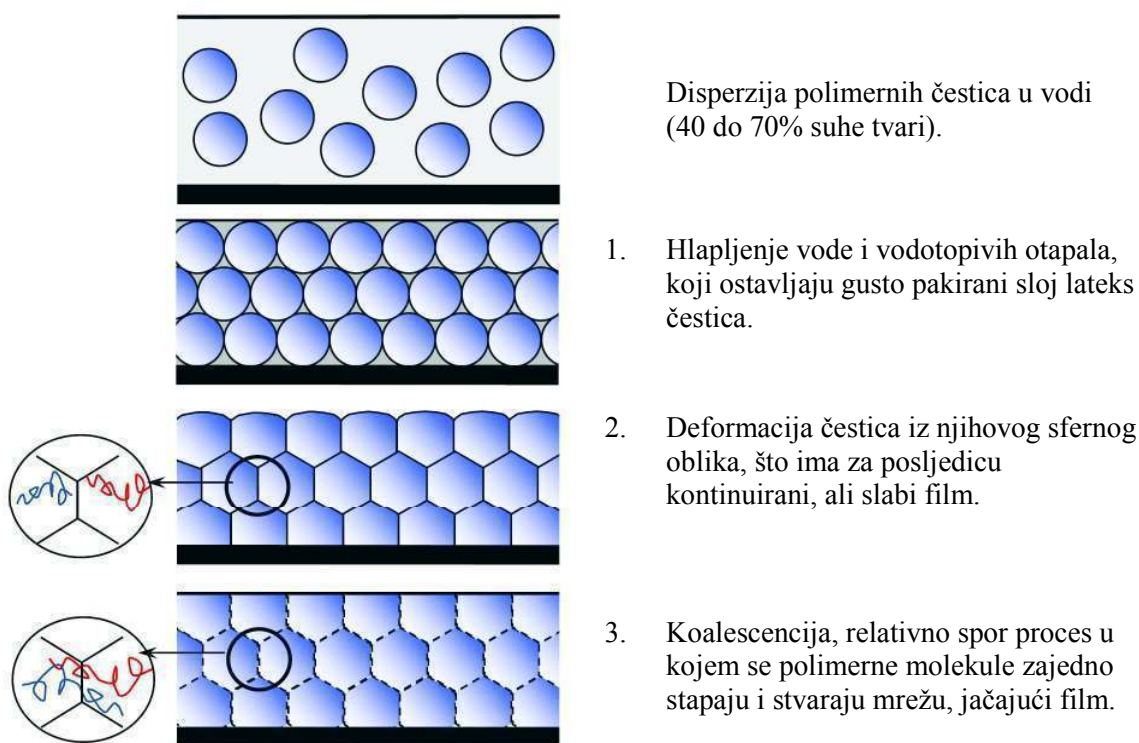 Disperzija polimernih čestica u vodi
(40 do 70% suhe tvari).
1. Hlapljenje vode i vodotopivih otapala,
koji ostavljaju gusto pakirani sloj lateks
čestica.
2. Deformacija čestica iz njihovog sfernog
oblika, što ima za posljedicu
kontinuirani, ali slabi film.
3. Koalescencija, relativno spor proces u
kojem se polimerne molekule zajedno
stapaju i stvaraju mrežu, jačajući film.